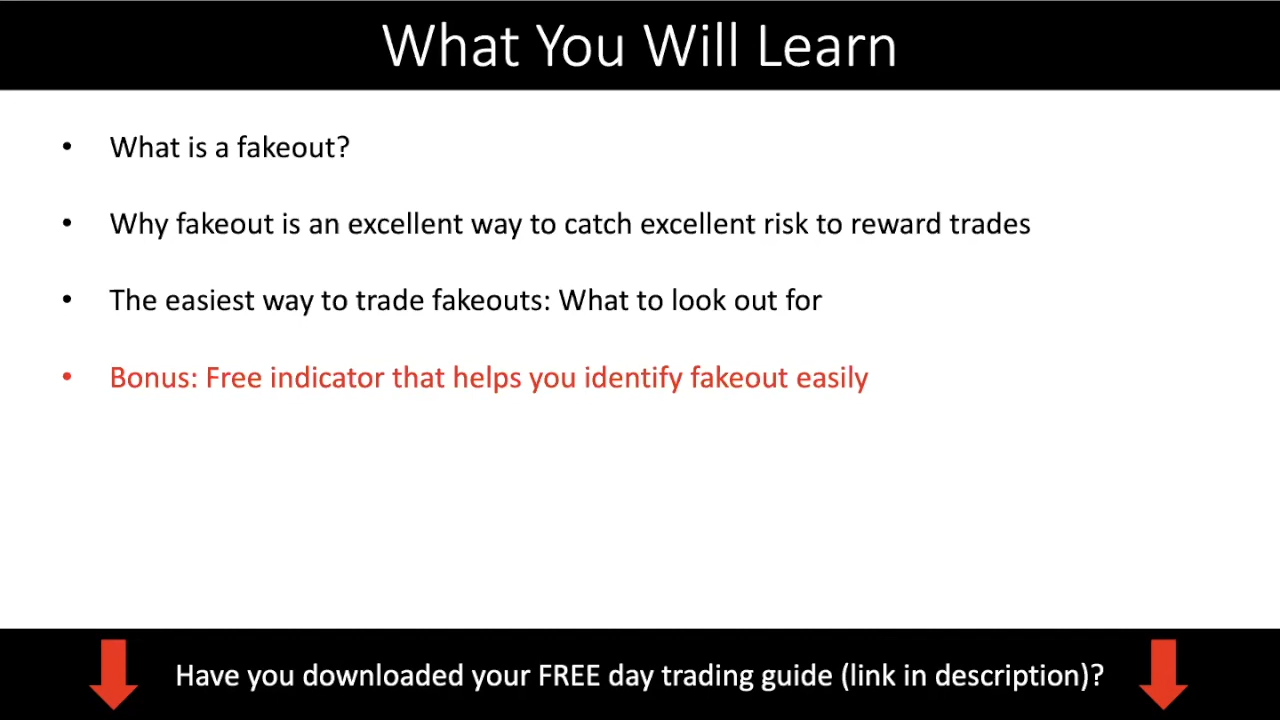 What You Will Learn
• What is a fakeout?
• Why fakeout is an excellent way to catch excellent risk to reward trades
• The easiest way to trade fakeouts: What to look out for
• Bonus: Free indicator that helps you identify fakeout easily
Have you downloaded your FREE day trading guide (link in description)?